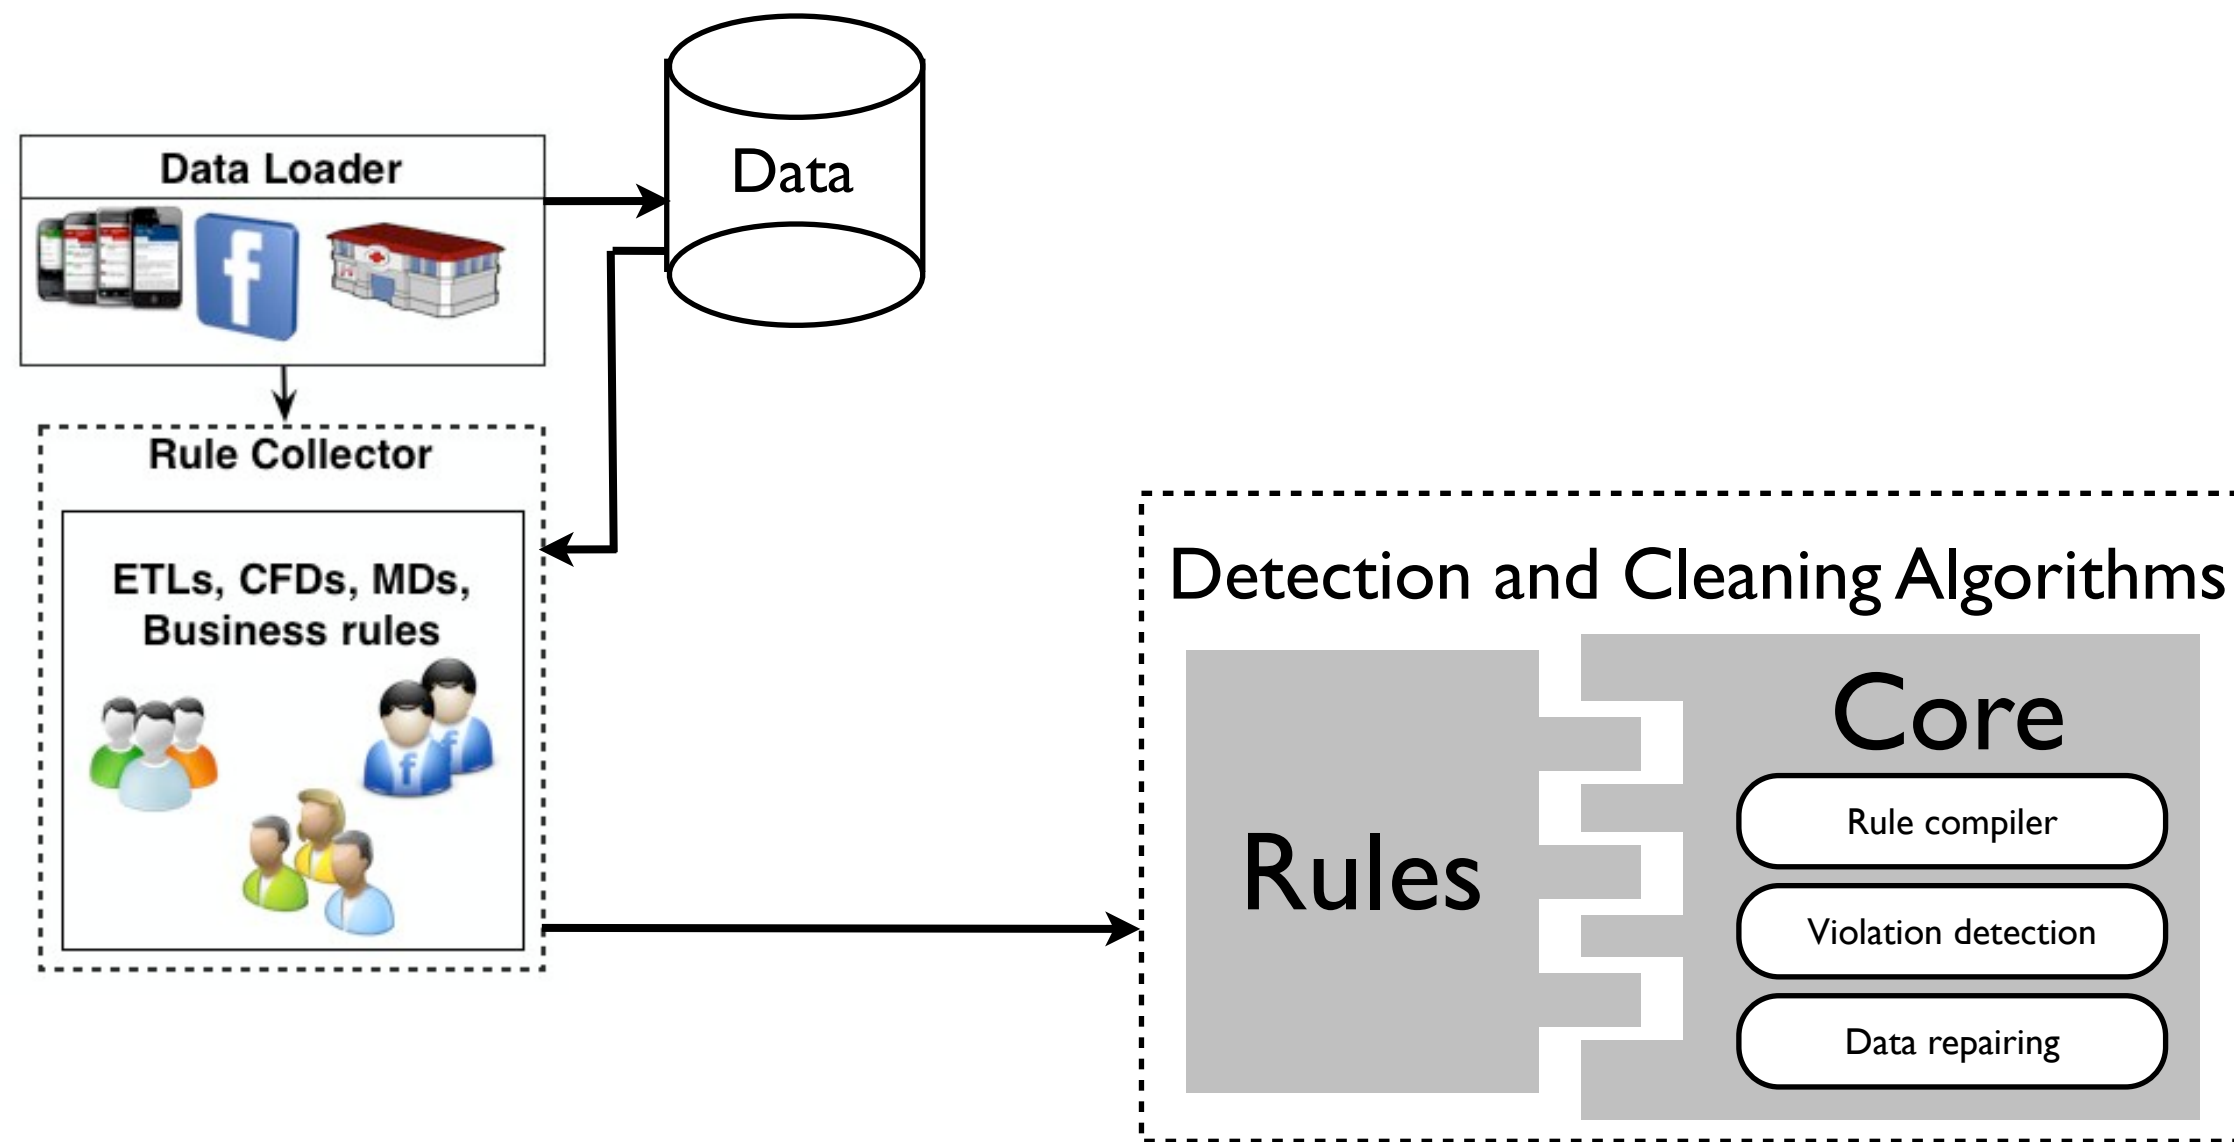 Data Loader
Data
f
Rule Collector
ETLs, CFDs, MDs,
Business rules
f
f
Detection and Cleaning Algorithms
Rules
Core
Rule compiler
Violation detection
Data repairing